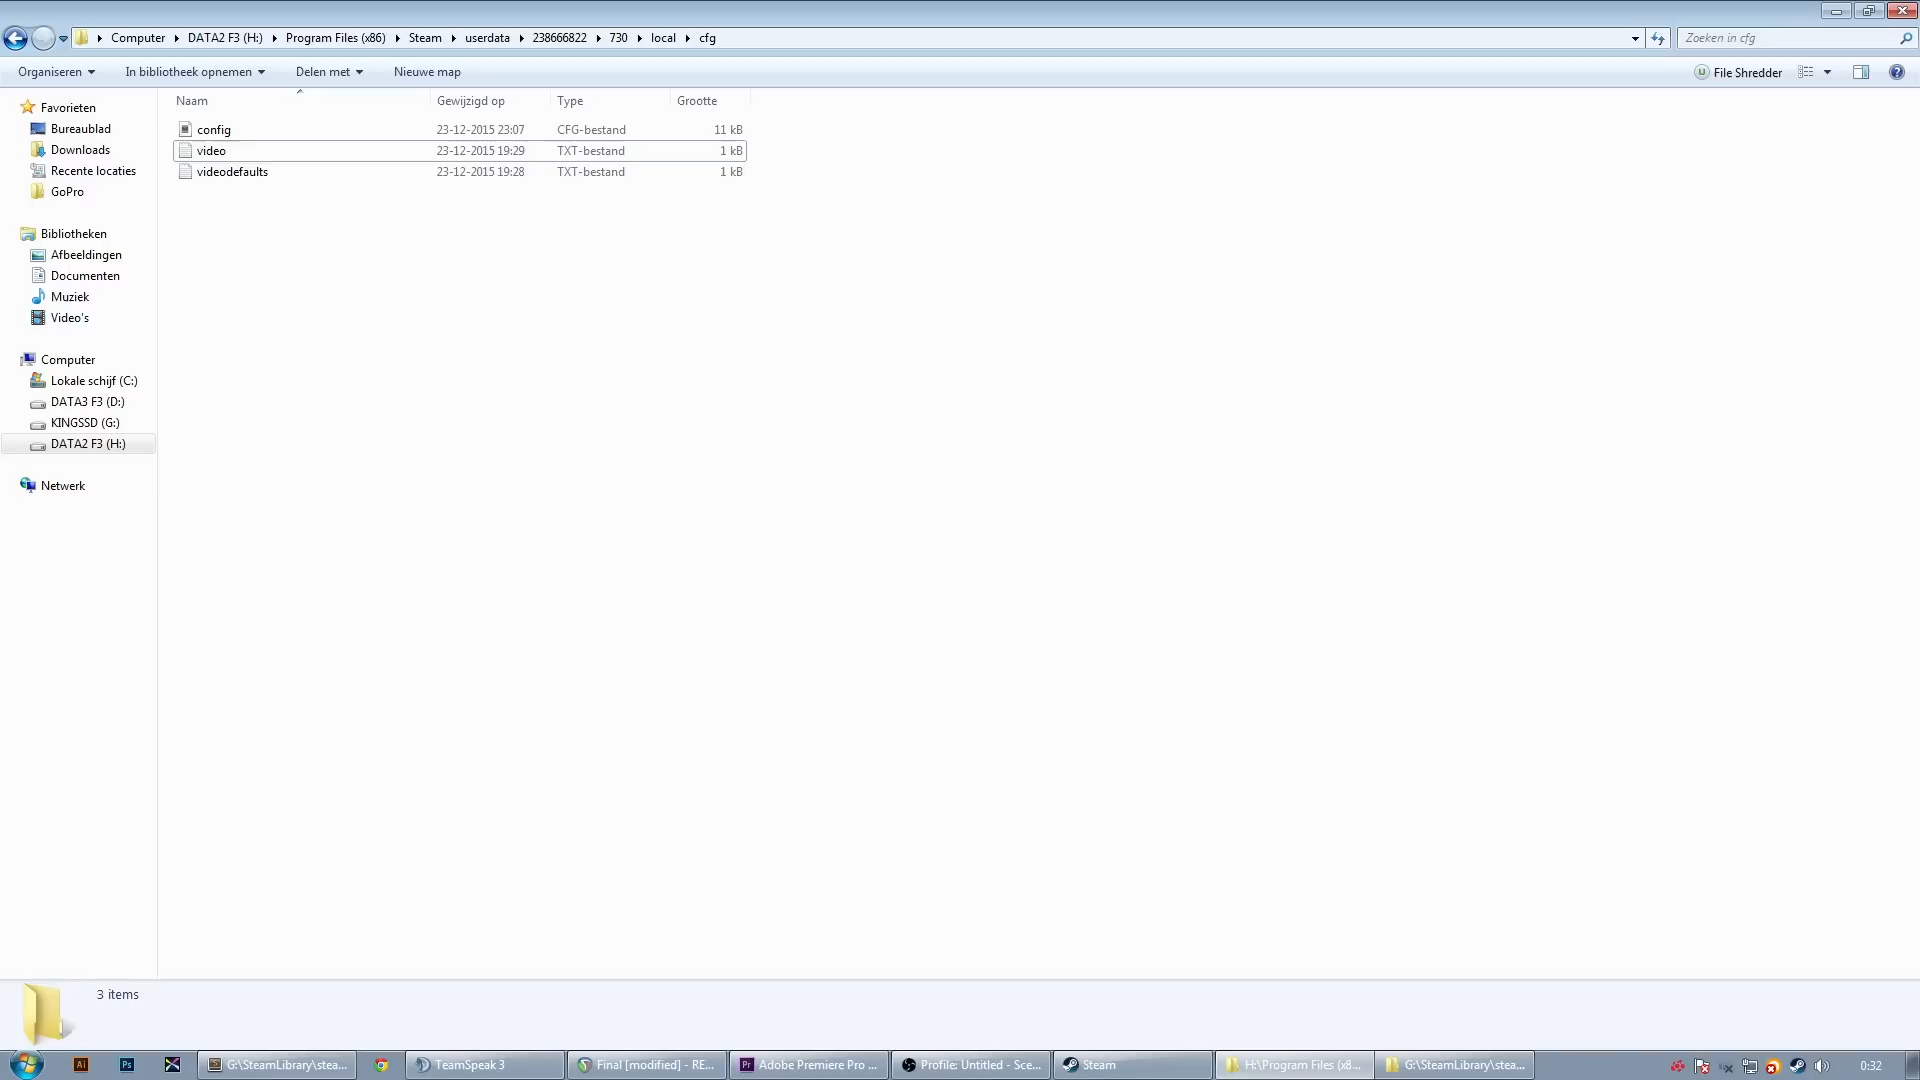 Computer DATA2 F3 (H:) Program Files (x86) Steam userdata 238666822 730 local cfg
Zoeken in cfg
Organiseren In bibliotheek opnemen Delen met Nieuwe map
File Shredder
Naam Gewijzigd op Type Grootte
config 23-12-2015 23:07 CFG-bestand 11 kB
video 23-12-2015 19:29 TXT-bestand 1 kB
videodefaults 23-12-2015 19:28 TXT-bestand 1 kB
Favorieten
Bureaublad
Downloads
Recente locaties
GoPro
Bibliotheken
Afbeeldingen
Documenten
Muziek
Video's
Computer
Lokale schijf (C:)
DATA3 F3 (D:)
KINGSSD (G:)
DATA2 F3 (H:)
Netwerk
3 items
Ai Ps G:\SteamLibrary\stea... TeamSpeak 3 Final [modified] - RE... Pr Adobe Premiere Pro ... Profile: Untitled - Sce... Steam H:\Program Files (x8... G:\SteamLibrary\stea... 0:32